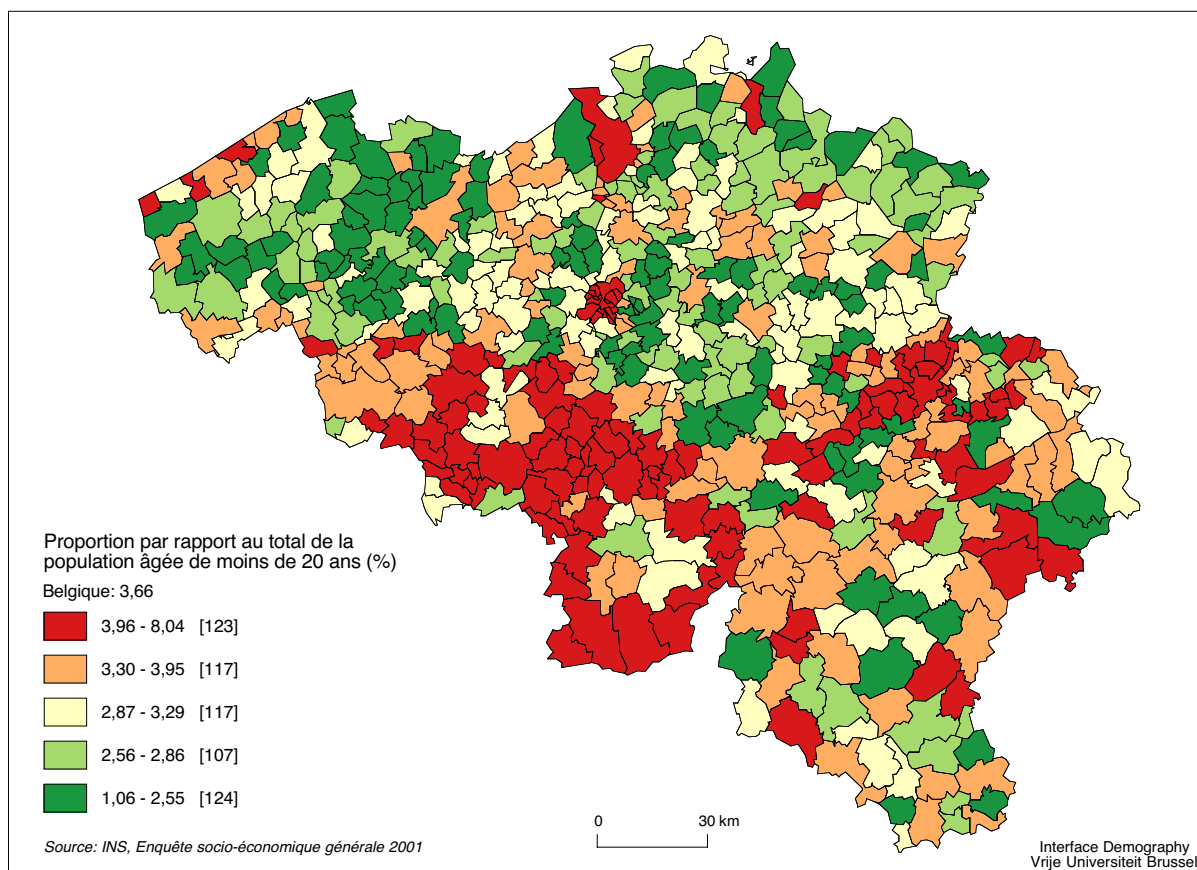 Proportion par rapport au total de la
population âgée de moins de 20 ans (%)
Belgique: 3,66
3,96 - 8,04 [123]
3,30 - 3,95 [117]
2,87 - 3,29 [117]
2,56 - 2,86 [107]
1,06 - 2,55 [124]
0 30 km
Source: INS, Enquête socio-économique générale 2001
Interface Demography
Vrije Universiteit Brussel